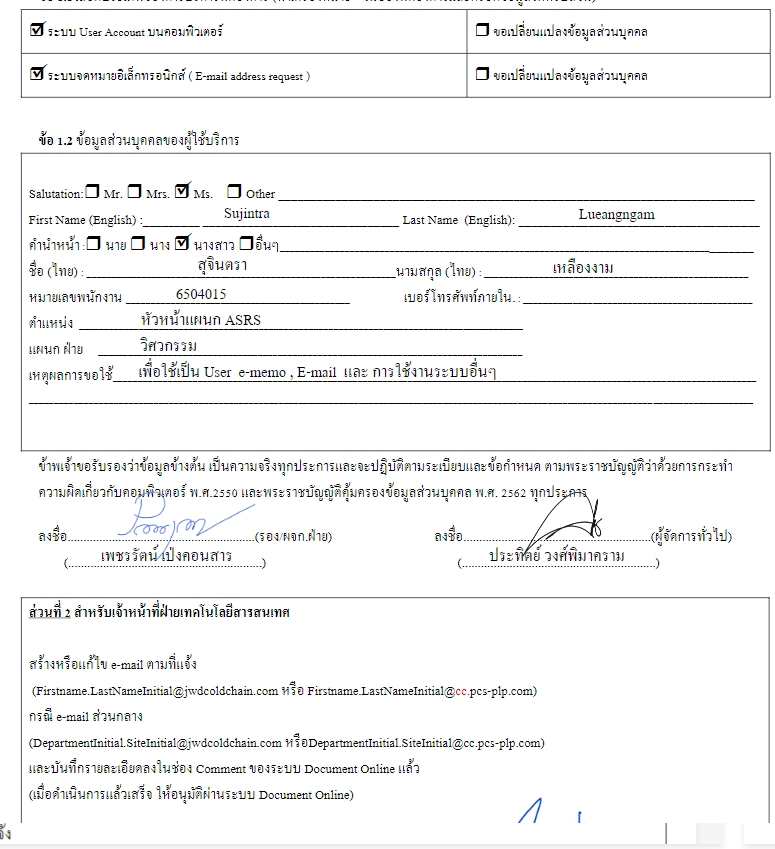 ☑ ระบบ User Account บนคอมพิวเตอร์ ☐ ขอเปลี่ยนแปลงข้อมูลส่วนบุคคล
☑ ระบบจดหมายอิเล็กทรอนิกส์ ( E-mail address request ) ☐ ขอเปลี่ยนแปลงข้อมูลส่วนบุคคล
ข้อ 1.2 ข้อมูลส่วนบุคคลของผู้ใช้บริการ
Salutation: ☐ Mr. ☐ Mrs. ☑ Ms. ☐ Other
First Name (English) : Sujintra Last Name (English): Lueangngam
คำนำหน้า : ☐ นาย ☐ นาง ☑ นางสาว ☐ อื่นๆ
ชื่อ (ไทย) : สุจินตรา นามสกุล (ไทย) : เหลืองงาม
หมายเลขพนักงาน 6504015 เบอร์โทรศัพท์ภายใน. :
ตำแหน่ง หัวหน้าแผนก ASRS
แผนก ฝ่าย วิศวกรรม
เหตุผลการขอใช้ เพื่อใช้เป็น User e-memo , E-mail และ การใช้งานระบบอื่นๆ
ข้าพเจ้าขอรับรองว่าข้อมูลข้างต้น เป็นความจริงทุกประการและจะปฏิบัติตามระเบียบและข้อกำหนด ตามพระราชบัญญัติว่าด้วยการกระทำ
ความผิดเกี่ยวกับคอมพิวเตอร์ พ.ศ.2550 และพระราชบัญญัติคุ้มครองข้อมูลส่วนบุคคล พ.ศ. 2562 ทุกประการ
ลงชื่อ.......................(รอง/ผจก.ฝ่าย) ลงชื่อ.......................(ผู้จัดการทั่วไป)
(เพชรรัตน์ เป่งคอนสาร) (ประทิตย์ วงศ์พิมาคราม)
ส่วนที่ 2 สำหรับเจ้าหน้าที่ฝ่ายเทคโนโลยีสารสนเทศ
สร้างหรือแก้ไข e-mail ตามที่แจ้ง
(Firstname.LastNameInitial@jwdcoldchain.com หรือ Firstname.LastNameInitial@cc.pcs-plp.com)
กรณี e-mail ส่วนกลาง
(DepartmentInitial.SiteInitial@jwdcoldchain.com หรือDepartmentInitial.SiteInitial@cc.pcs-plp.com)
และบันทึกรายละเอียดลงในช่อง Comment ของระบบ Document Online แล้ว
(เมื่อดำเนินการแล้วเสร็จ ให้อนุมัติผ่านระบบ Document Online)